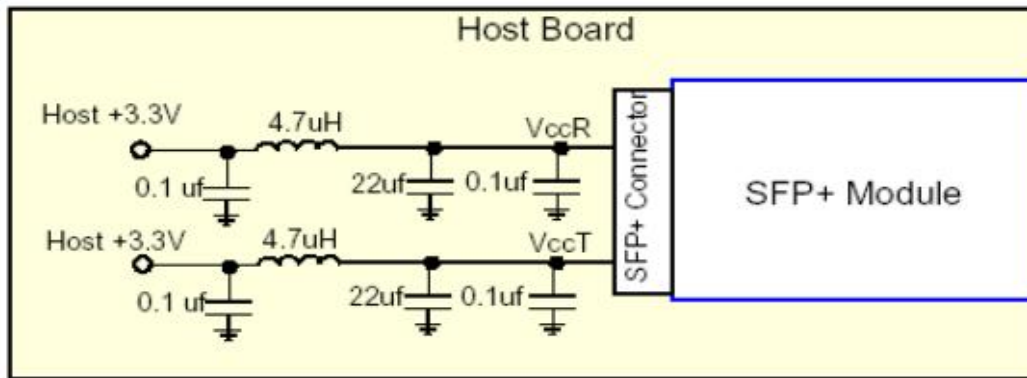 Host Board
Host +3.3V
4.7uH
VccR
0.1 uf
22uf
0.1uf
SFP+ Connector
SFP+ Module
Host +3.3V
4.7uH
VccT
0.1 uf
22uf
0.1uf